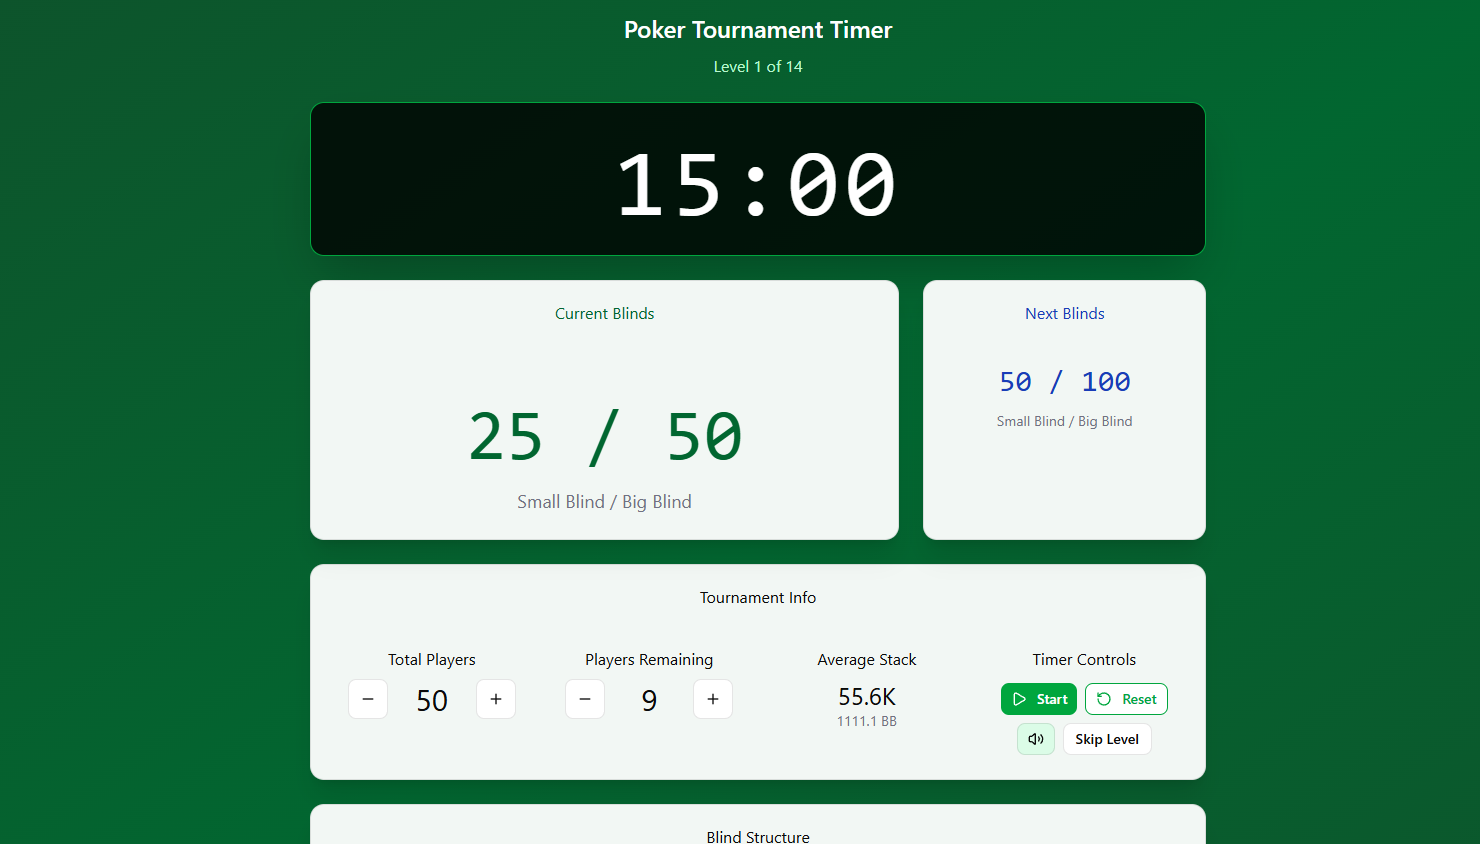 Poker Tournament Timer
Level 1 of 14
15:00
Current Blinds
25 / 50
Small Blind / Big Blind
Next Blinds
50 / 100
Small Blind / Big Blind
Tournament Info
Total Players
− 50 +
Players Remaining
− 9 +
Average Stack
55.6K
1111.1 BB
Timer Controls
Start
Reset
Skip Level
Blind Structure